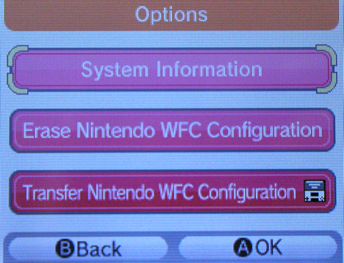 Options
System Information
Erase Nintendo WFC Configuration
Transfer Nintendo WFC Configuration
B Back
A OK